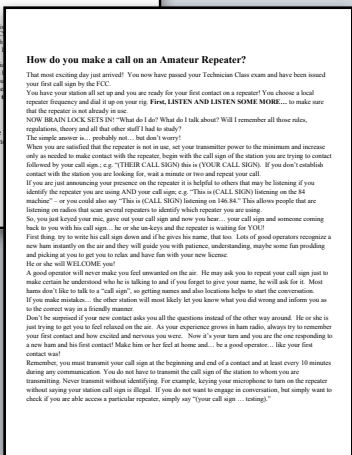 How do you make a call on an Amateur Repeater?
That most exciting day just arrived!  You now have passed your Technician Class exam and have been issued
your first call sign by the FCC.
You have your station all set up and you are ready for your first contact on a repeater!  You choose a local
repeater frequency and dial it up on your rig.  First, LISTEN AND LISTEN SOME MORE… to make sure
that the repeater is not already in use.
NOW BRAIN LOCK SETS IN! "What do I do? What do I talk about? Will I remember all those rules,
regulations, theory and all that other stuff I had to study?
The simple answer is… probably not… but don't worry!
When you are satisfied that the repeater is not in use, set your transmitter power to the minimum and increase
only as needed to make contact with the repeater, begin with the call sign of the station you are trying to contact
followed by your call sign.; e.g. "(THEIR CALL SIGN) this is (YOUR CALL SIGN).  If you don't establish
contact with the station you are looking for, wait a minute or two and repeat your call.
If you are just announcing your presence on the repeater it is helpful to others that may be listening if you
identify the repeater you are using AND your call sign; e.g. "This is (CALL SIGN) listening on the 84
machine" – or you could also say "This is (CALL SIGN) listening on 146.84."  This allows people that are
listening on radios that scan several repeaters to identify which repeater you are using.
So, you just keyed your mic, gave out your call sign and now you hear… your call sign and someone coming
back to you with his call sign… he or she un-keys and the repeater is waiting for YOU!
First thing, try to write his call sign down and if he gives his name, that too.  Lots of good operators recognize a
new ham instantly on the air and they will guide you with patience, understanding, maybe some fun prodding
and picking at you to get you to relax and have fun with your new license.
He or she will WELCOME you!
A good operator will never make you feel unwanted on the air.  He may ask you to repeat your call sign just to
make certain he understood who he is talking to and if you forget to give your name, he will ask for it.  Most
hams don't like to talk to a "call sign", so getting names and also locations helps to start the conversation.
If you make mistakes… the other station will most likely let you know what you did wrong and inform you as
to the correct way in a friendly manner.
Don't be surprised if your new contact asks you all the questions instead of the other way around.  He or she is
just trying to get you to feel relaxed on the air.  As your experience grows in ham radio, always try to remember
your first contact and how excited and nervous you were.  Now it's your turn and you are the one responding to
a new ham and his first contact! Make him or her feel at home and… be a good operator… like your first
contact was!
Remember, you must transmit your call sign at the beginning and end of a contact and at least every 10 minutes
during any communication. You do not have to transmit the call sign of the station to whom you are
transmitting. Never transmit without identifying. For example, keying your microphone to turn on the repeater
without saying your station call sign is illegal.  If you do not want to engage in conversation, but simply want to
check if you are able access a particular repeater, simply say "(your call sign … testing)."